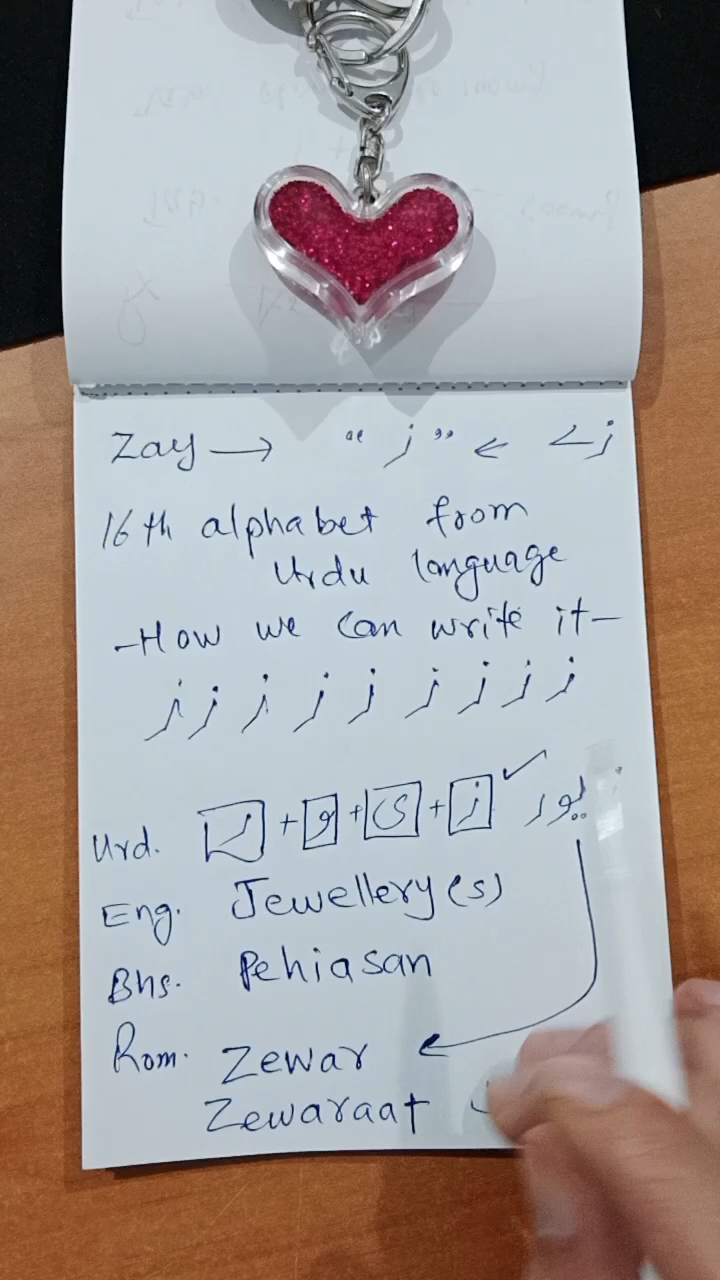 Zay → " ز " ← زے
16th alphabet from
Urdu language
-How we can write it-
ز ز ز ز ز ز ز ز ز
Urd. ر + و + ی + ز ✓ زیور
Eng. Jewellery(s)
Bhs. Pehiasan
Rom. Zewar
Zewaraat